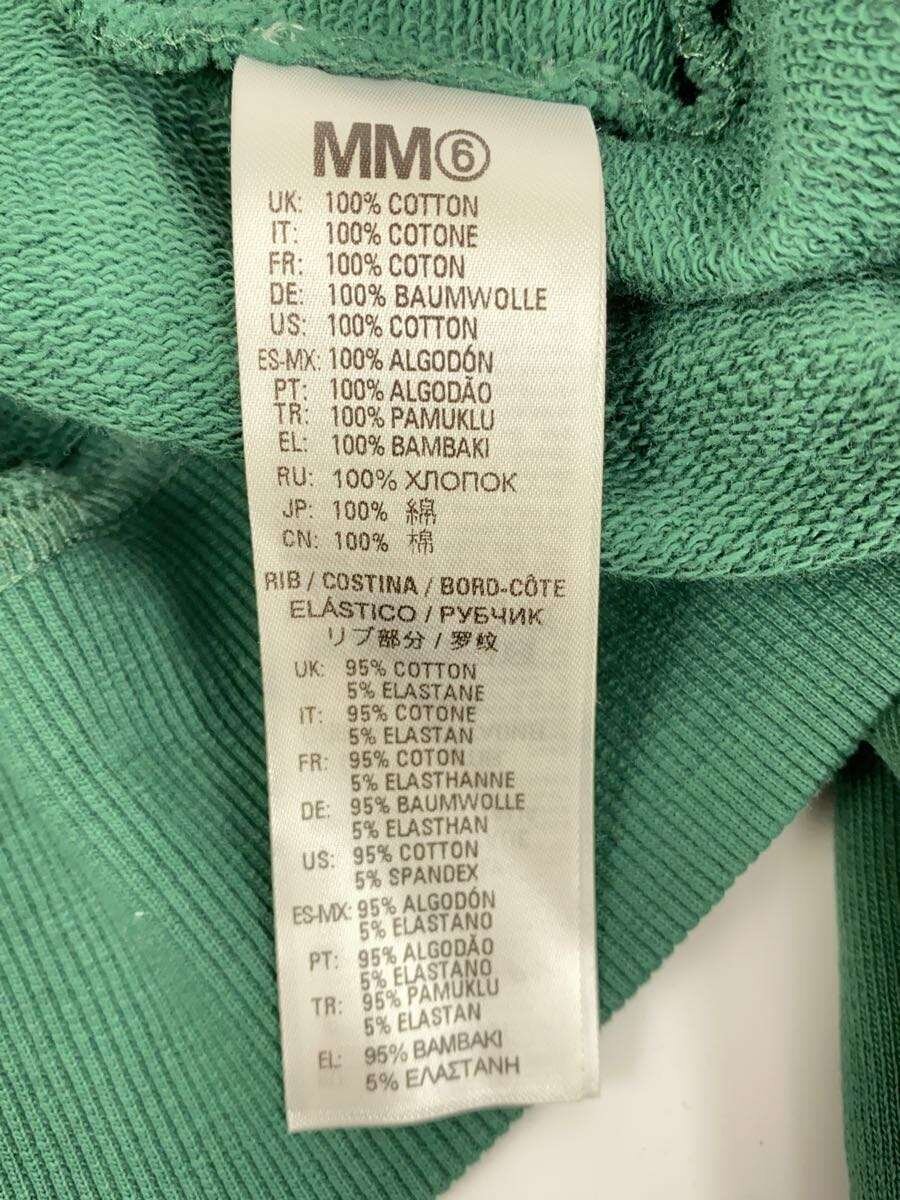 MM⑥
UK: 100% COTTON
IT: 100% COTONE
FR: 100% COTON
DE: 100% BAUMWOLLE
US: 100% COTTON
ES-MX: 100% ALGODÓN
PT: 100% ALGODÃO
TR: 100% PAMUKLU
EL: 100% BAMBAKI
RU: 100% ХЛОПОК
JP: 100% 綿
CN: 100% 棉
RIB / COSTINA / BORD-CÔTE
ELÁSTICO / РУБЧИК
リブ部分 / 罗纹
UK: 95% COTTON
5% ELASTANE
IT: 95% COTONE
5% ELASTAN
FR: 95% COTON
5% ELASTHANNE
DE: 95% BAUMWOLLE
5% ELASTHAN
US: 95% COTTON
5% SPANDEX
ES-MX: 95% ALGODÓN
5% ELASTANO
PT: 95% ALGODÃO
5% ELASTANO
TR: 95% PAMUKLU
5% ELASTAN
EL: 95% BAMBAKI
5% ΕΛΑΣΤΑΝΗ